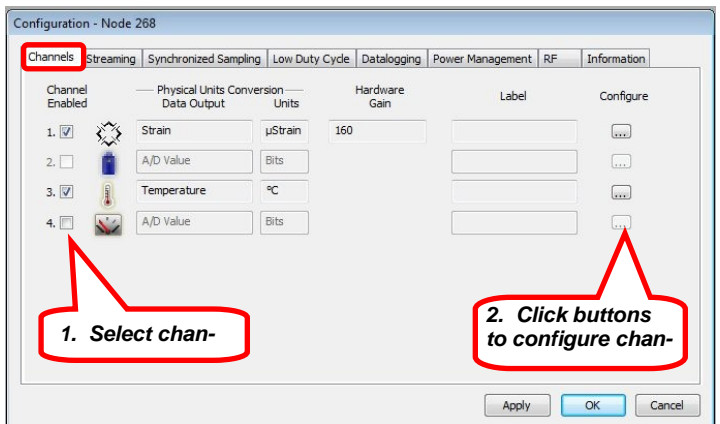 Configuration - Node 268
Channels Streaming Synchronized Sampling Low Duty Cycle Datalogging Power Management RF Information
Channel Enabled
Physical Units Conversion
Data Output Units
Hardware Gain
Label
Configure
1. Strain µStrain 160 ...
2. A/D Value Bits ...
3. Temperature °C ...
4. A/D Value Bits ...
1. Select chan-
2. Click buttons
to configure chan-
Apply OK Cancel